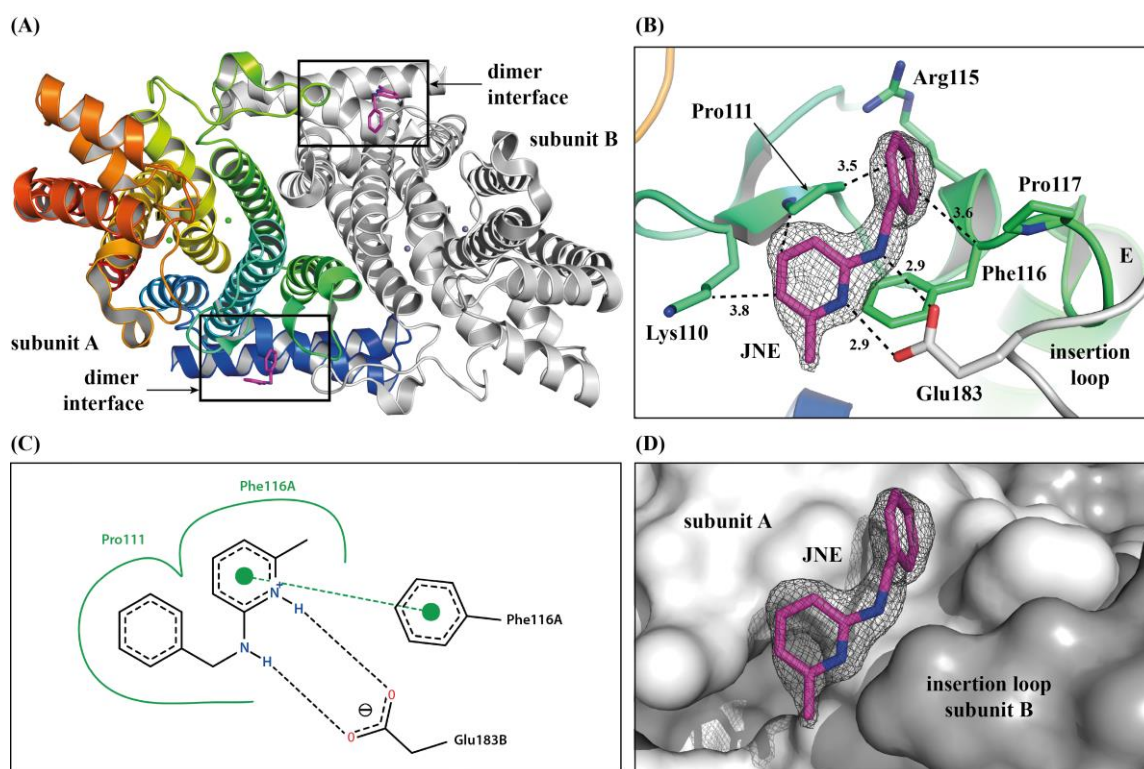 (A)
dimer
interface
subunit B
subunit A
dimer
interface
(B)
Arg115
Pro111
3.5
Pro117
3.6
E
2.9
Phe116
Lys110
3.8
JNE
2.9
insertion
loop
Glu183
(C)
Phe116A
Pro111
N+
H
N
H
Phe116A
O
⊖
O
Glu183B
(D)
subunit A
JNE
insertion loop
subunit B